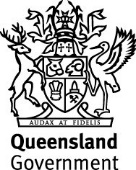 AUDAX AT FIDELIS
Queensland
Government